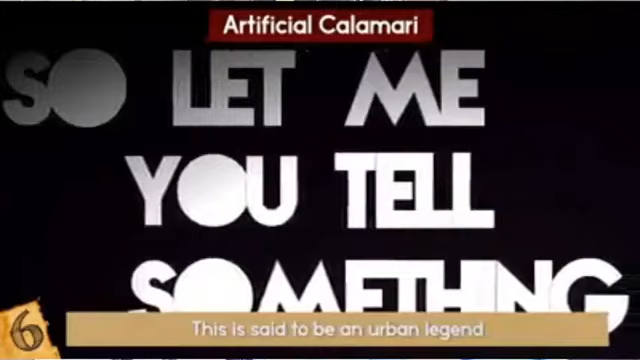 Artificial Calamari
SO LET ME
YOU TELL
SOMETHING
6
This is said to be an urban legend